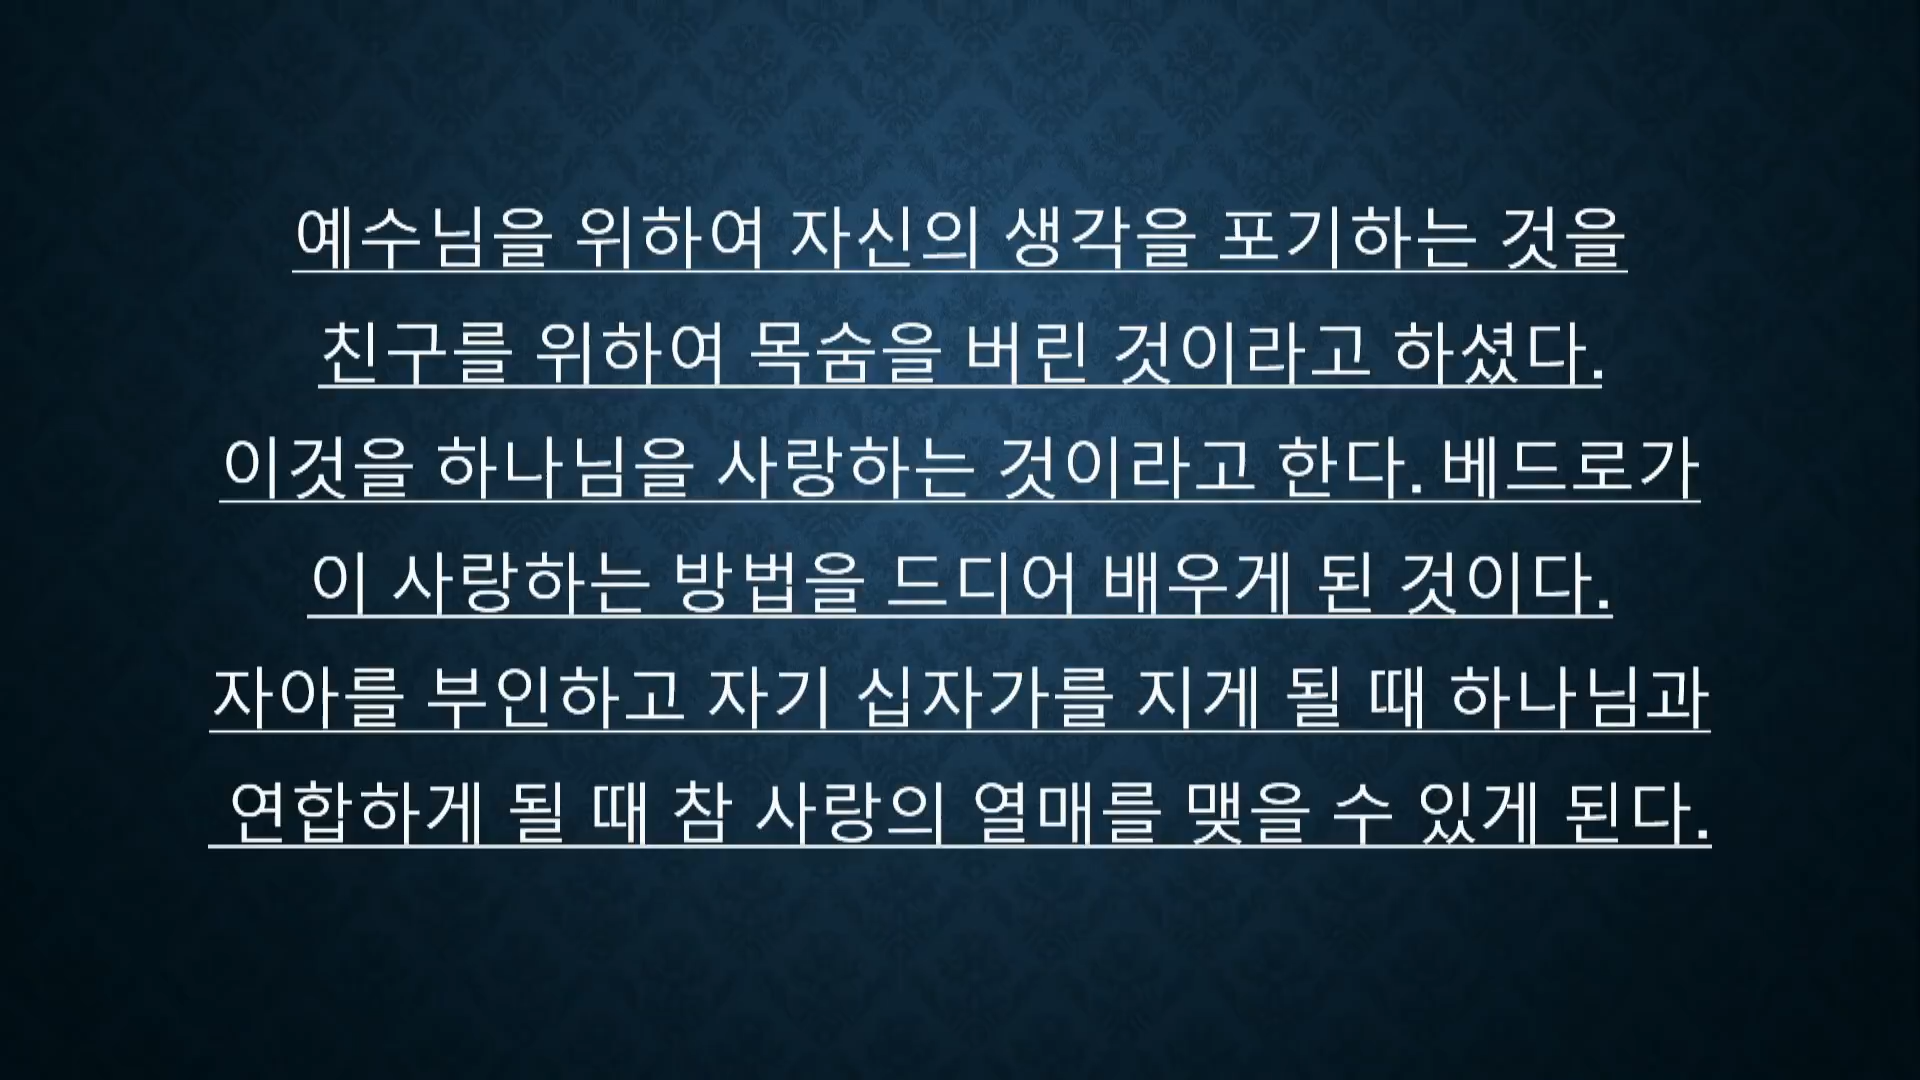 예수님을 위하여 자신의 생각을 포기하는 것을
친구를 위하여 목숨을 버린 것이라고 하셨다.
이것을 하나님을 사랑하는 것이라고 한다. 베드로가
이 사랑하는 방법을 드디어 배우게 된 것이다.
자아를 부인하고 자기 십자가를 지게 될 때 하나님과
연합하게 될 때 참 사랑의 열매를 맺을 수 있게 된다.